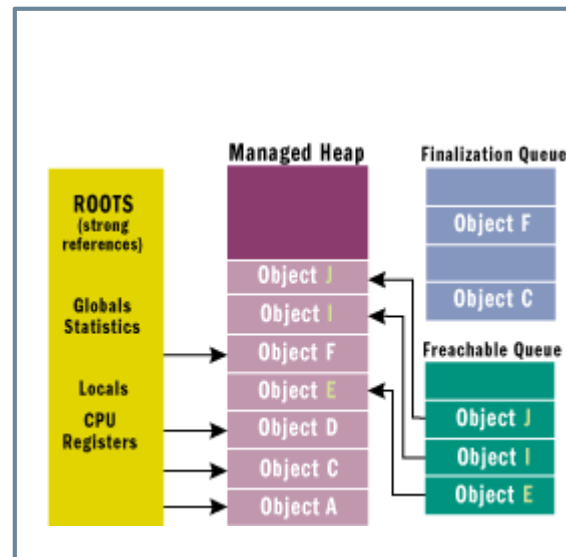 Managed Heap
Finalization Queue
ROOTS
(strong
references)
Object F
Object C
Object J
Object I
Object F
Object E
Object D
Object C
Object A
Globals
Statistics
Locals
CPU
Registers
Freachable Queue
Object J
Object I
Object E